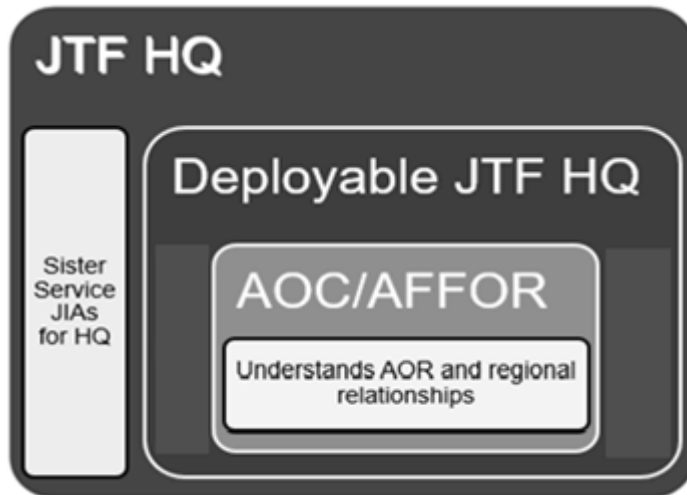 JTF HQ
Sister
Service
JIAs
for HQ
Deployable JTF HQ
AOC/AFFOR
Understands AOR and regional
relationships